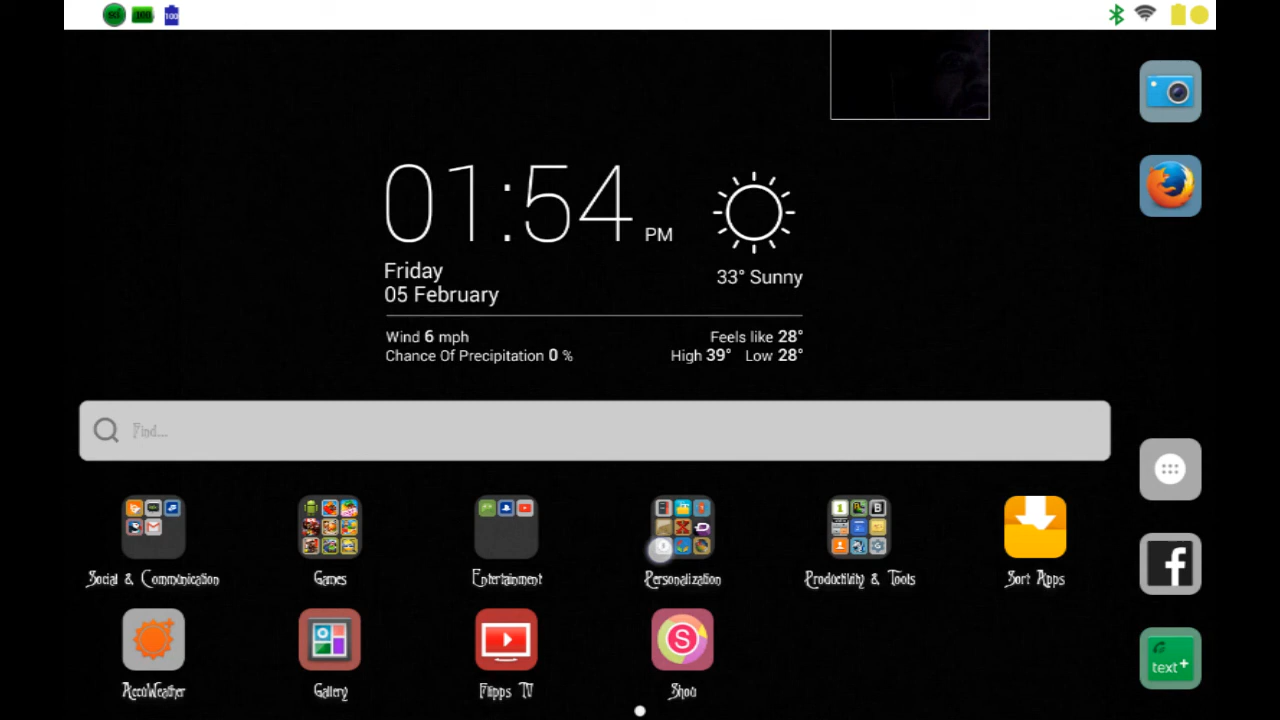 100
100
01:54 PM
Friday
05 February
33° Sunny
Wind 6 mph
Feels like 28°
Chance Of Precipitation 0 %
High 39° Low 28°
Find...
Social & Communication
Games
Entertainment
Personalization
Productivity & Tools
Sort Apps
AccuWeather
Gallery
Flipps TV
S
Shou
f
text+